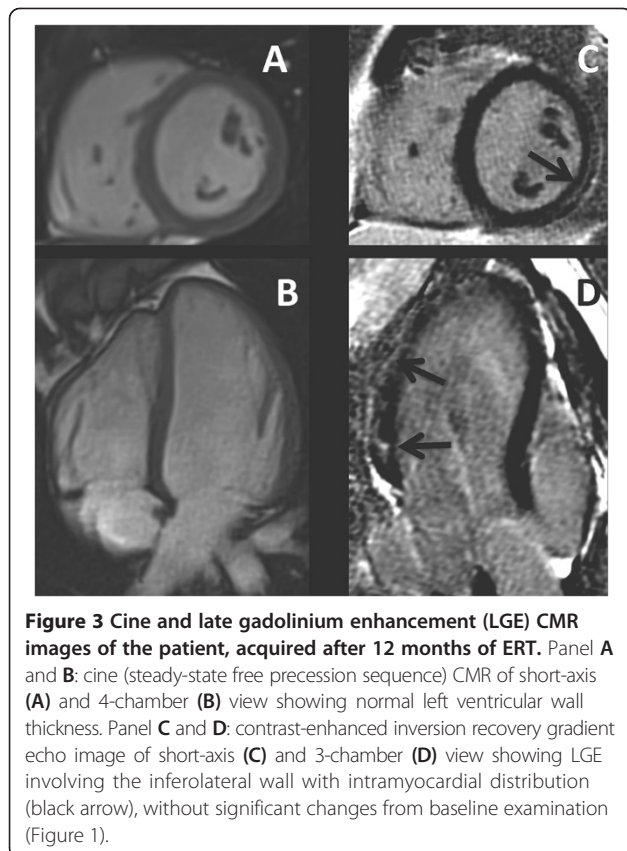 A
C
B
D
Figure 3 Cine and late gadolinium enhancement (LGE) CMR
images of the patient, acquired after 12 months of ERT. Panel A
and B: cine (steady-state free precession sequence) CMR of short-axis
(A) and 4-chamber (B) view showing normal left ventricular wall
thickness. Panel C and D: contrast-enhanced inversion recovery gradient
echo image of short-axis (C) and 3-chamber (D) view showing LGE
involving the inferolateral wall with intramyocardial distribution
(black arrow), without significant changes from baseline examination
(Figure 1).